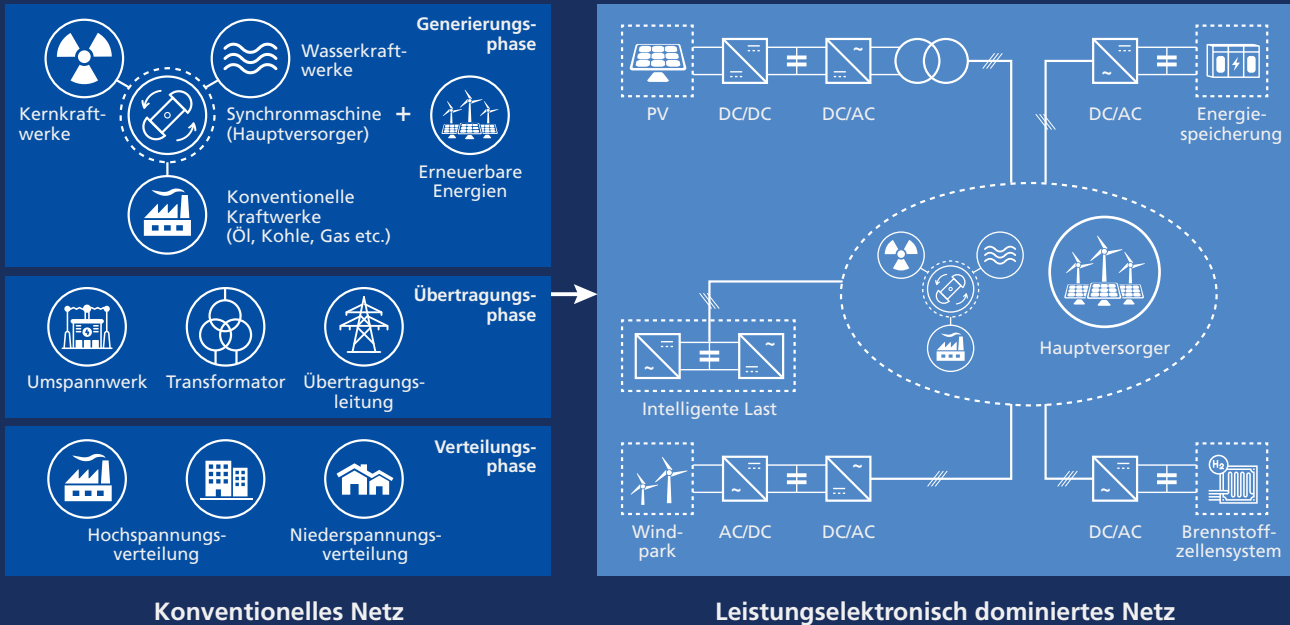 Generierungs-
phase
Wasserkraft-
werke
Kernkraft-
werke
Synchronmaschine
(Hauptversorger)
+
Erneuerbare
Energien
Konventionelle
Kraftwerke
(Öl, Kohle, Gas etc.)
Übertragungs-
phase
Umspannwerk
Transformator
Übertragungs-
leitung
Verteilungs-
phase
Hochspannungs-
verteilung
Niederspannungs-
verteilung
Konventionelles Netz
PV
DC/DC
DC/AC
DC/AC
Energie-
speicherung
Hauptversorger
Intelligente Last
Wind-
park
AC/DC
DC/AC
DC/AC
H2
Brennstoff-
zellensystem
Leistungselektronisch dominiertes Netz